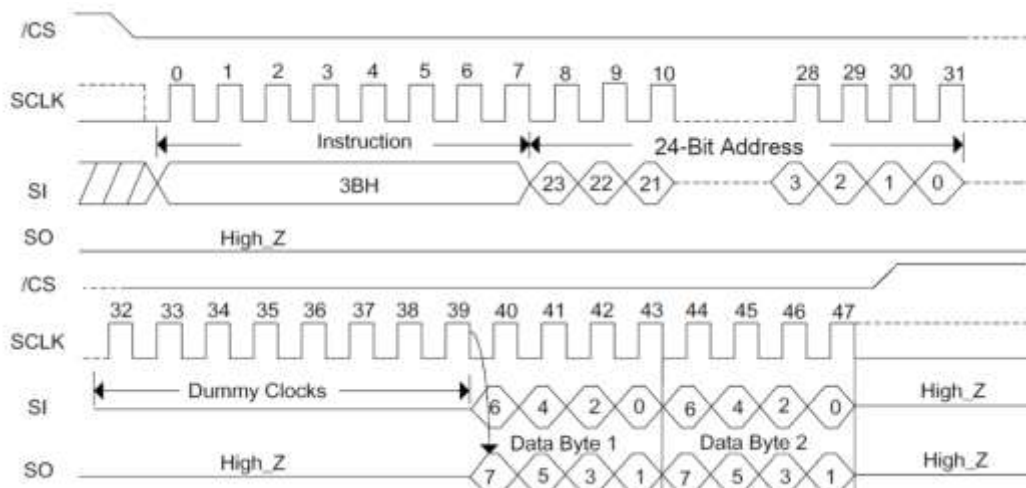 /CS
0 1 2 3 4 5 6 7 8 9 10 28 29 30 31
SCLK
Instruction 24-Bit Address
SI 3BH 23 22 21 3 2 1 0
SO High_Z
/CS
32 33 34 35 36 37 38 39 40 41 42 43 44 45 46 47
SCLK
Dummy Clocks
SI 6 4 2 0 6 4 2 0 High_Z
Data Byte 1 Data Byte 2
SO High_Z 7 5 3 1 7 5 3 1 High_Z